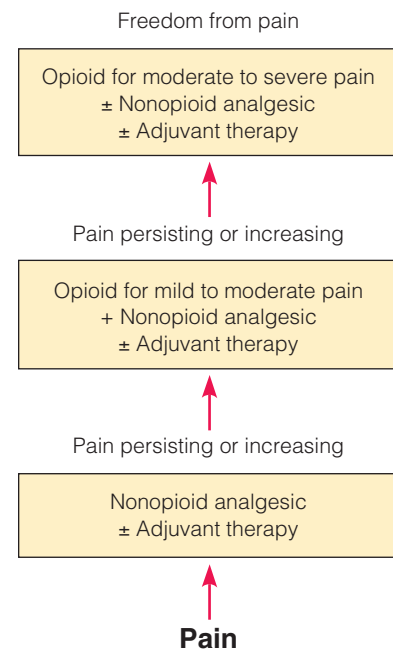 Freedom from pain
Opioid for moderate to severe pain
± Nonopioid analgesic
± Adjuvant therapy
Pain persisting or increasing
Opioid for mild to moderate pain
+ Nonopioid analgesic
± Adjuvant therapy
Pain persisting or increasing
Nonopioid analgesic
± Adjuvant therapy
Pain